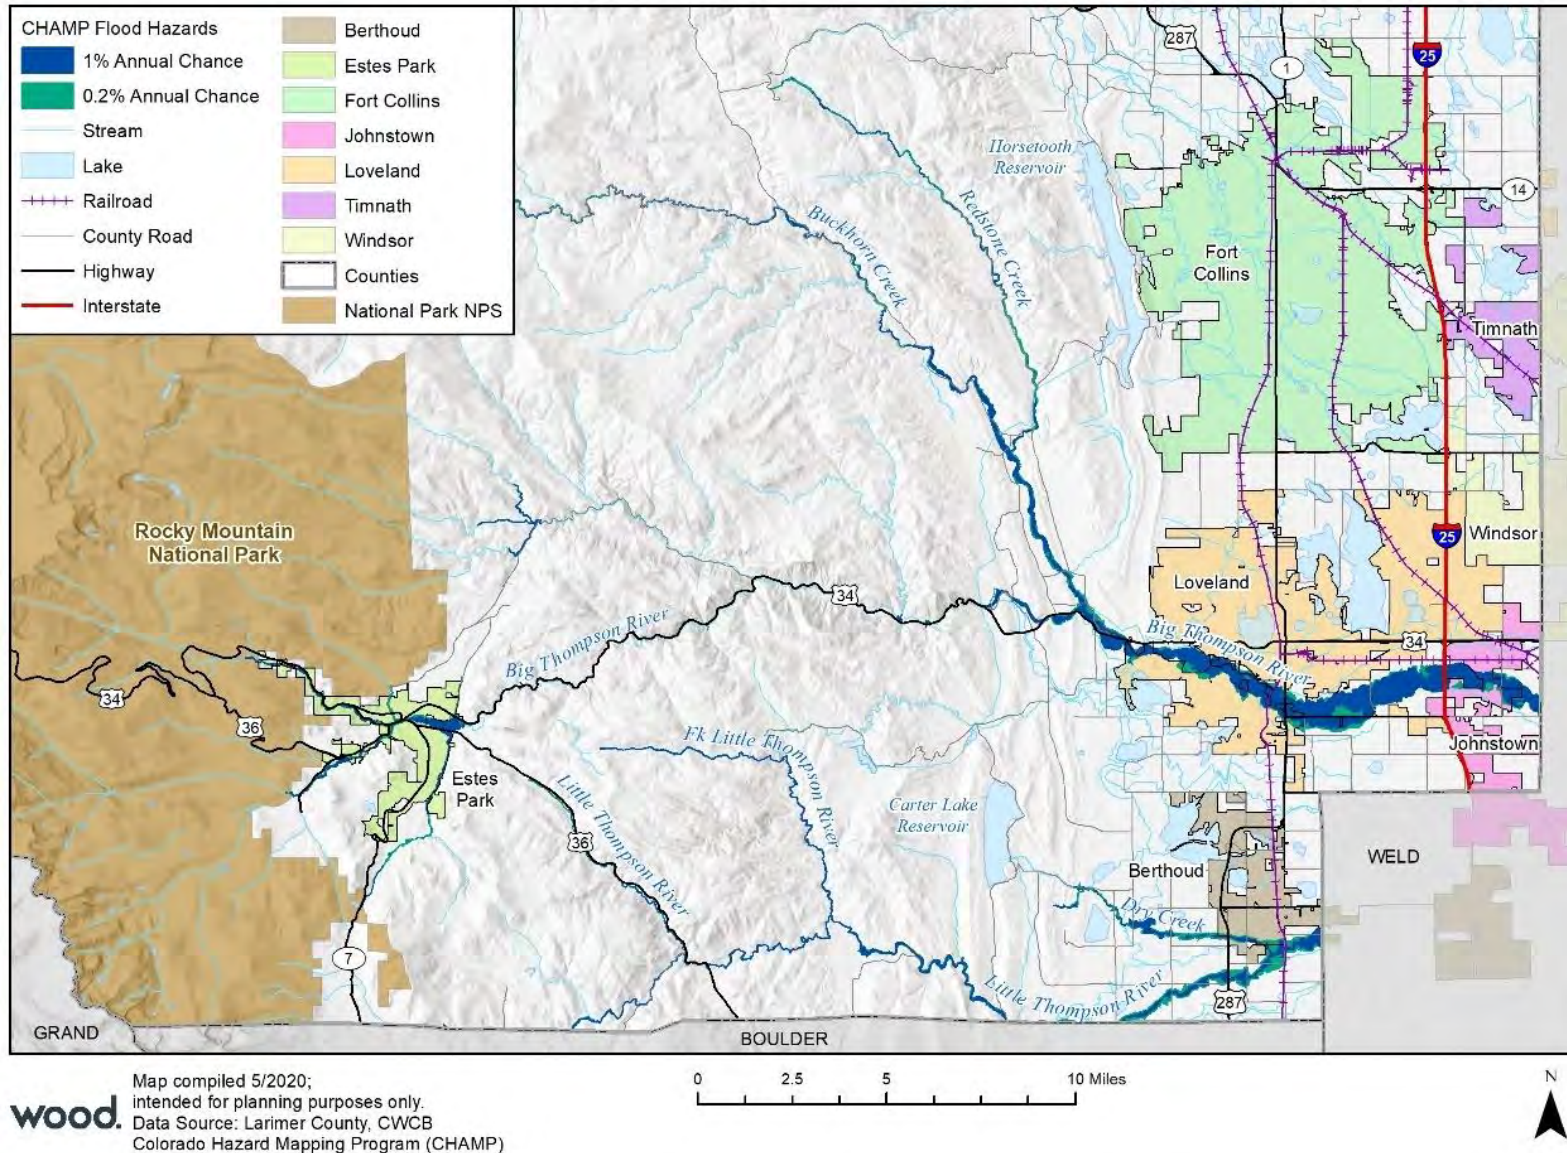 CHAMP Flood Hazards
1% Annual Chance
0.2% Annual Chance
Stream
Lake
Railroad
County Road
Highway
Interstate
Berthoud
Estes Park
Fort Collins
Johnstown
Loveland
Timnath
Windsor
Counties
National Park NPS
287
1
25
Horsetooth
Reservoir
14
Buckhorn Creek
Redstone Creek
Fort
Collins
Timnath
Rocky Mountain
National Park
25
Windsor
Loveland
34
Big Thompson River
Big Thompson River
34
34
36
Johnstown
Fk Little Thompson River
Estes
Park
Little Thompson River
36
Carter Lake
Reservoir
Berthoud
WELD
Dry Creek
7
Little Thompson River
287
GRAND
BOULDER
wood.
Map compiled 5/2020;
intended for planning purposes only.
Data Source: Larimer County, CWCB
Colorado Hazard Mapping Program (CHAMP)
0 2.5 5 10 Miles
N